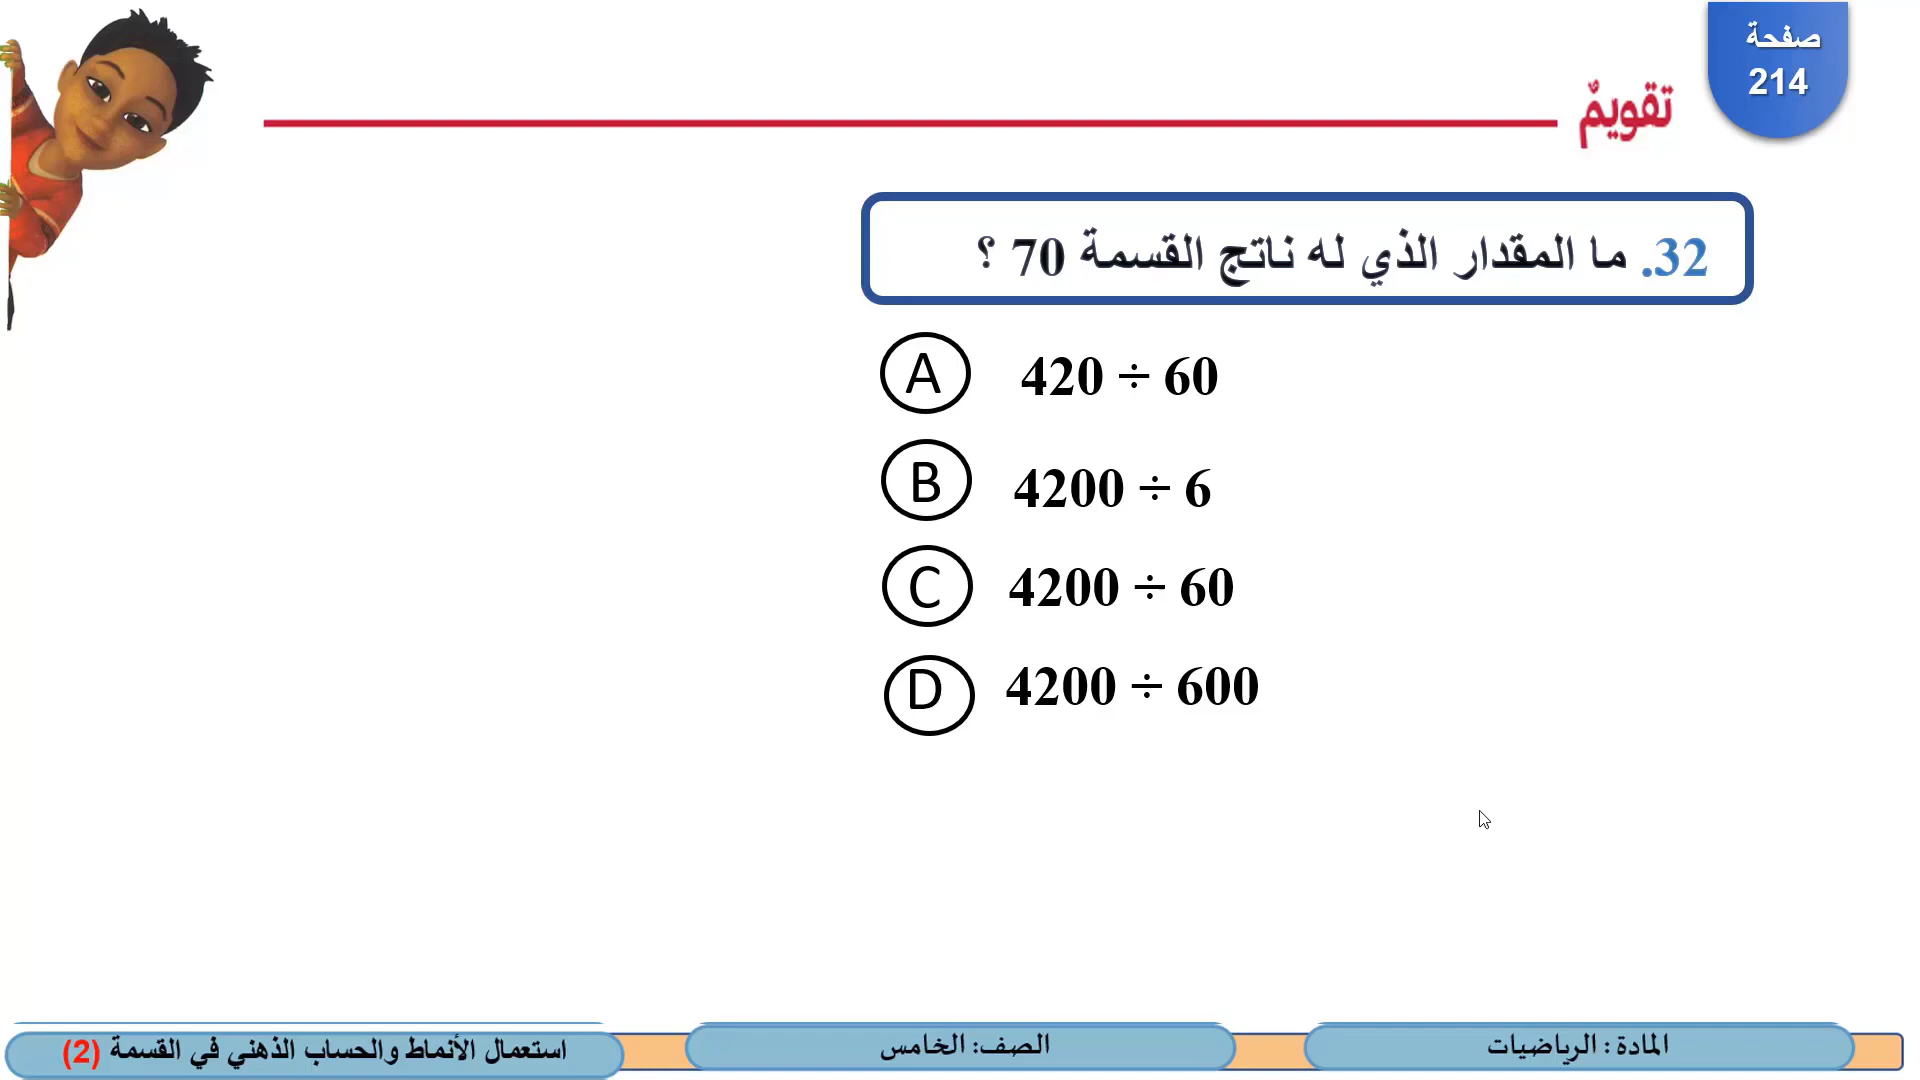 صفحة
214
تقويمٌ
32. ما المقدار الذي له ناتج القسمة 70 ؟
A 420 ÷ 60
B 4200 ÷ 6
C 4200 ÷ 60
D 4200 ÷ 600
المادة : الرياضيات
الصف: الخامس
استعمال الأنماط والحساب الذهني في القسمة (2)